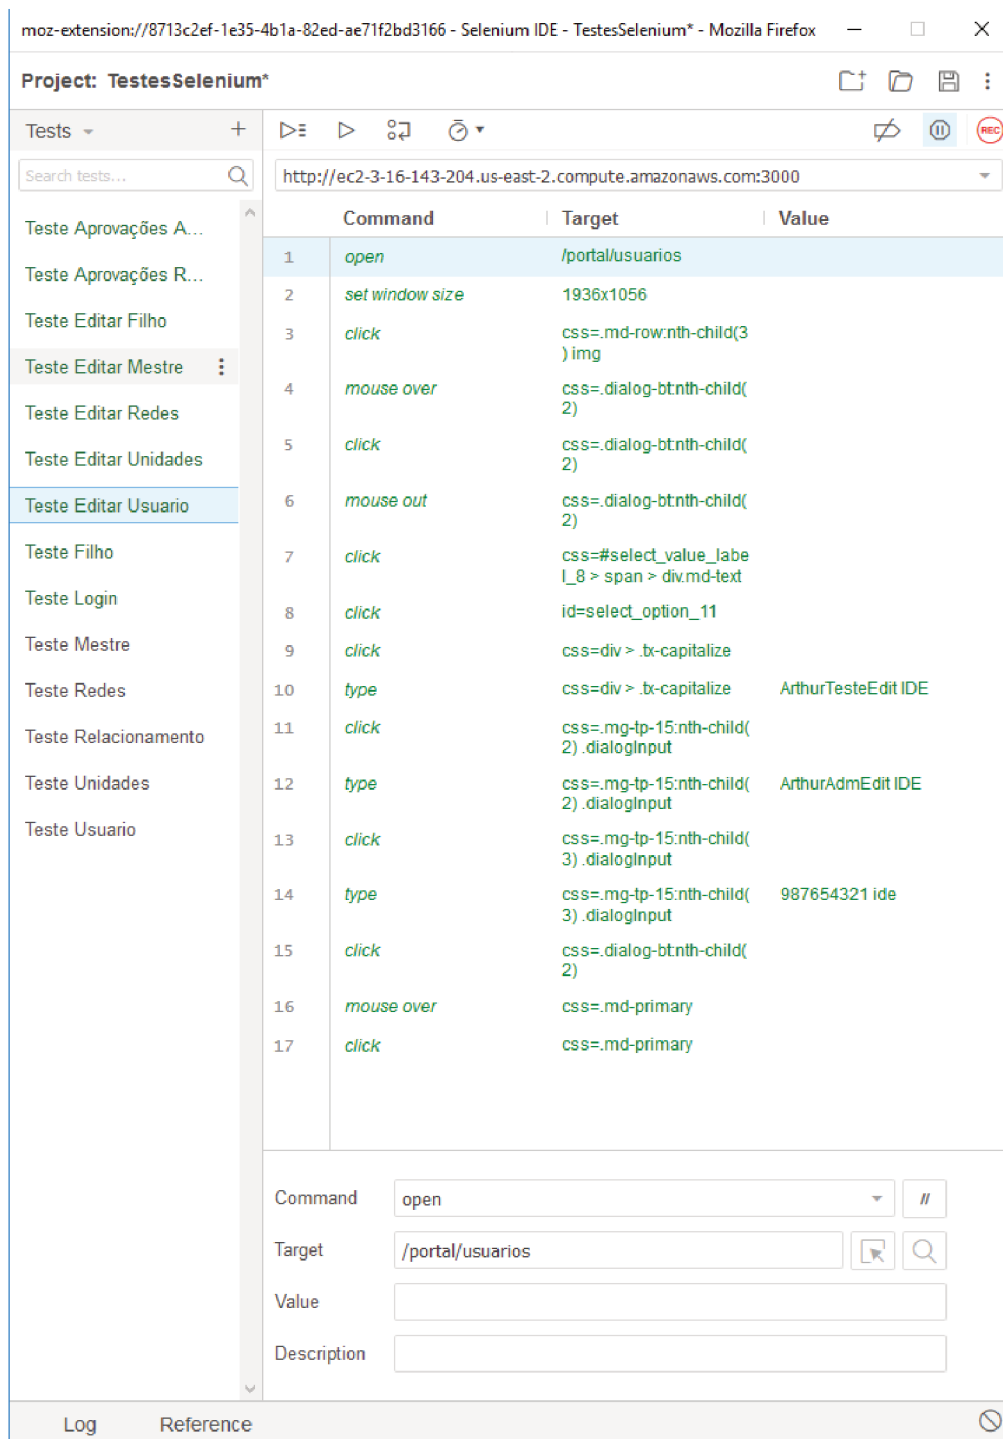 moz-extension://8713c2ef-1e35-4b1a-82ed-ae71f2bd3166 - Selenium IDE - TestesSelenium* - Mozilla Firefox
Project: TestesSelenium*
Tests
Search tests...
Teste Aprovações A...
Teste Aprovações R...
Teste Editar Filho
Teste Editar Mestre
Teste Editar Redes
Teste Editar Unidades
Teste Editar Usuario
Teste Filho
Teste Login
Teste Mestre
Teste Redes
Teste Relacionamento
Teste Unidades
Teste Usuario
REC
http://ec2-3-16-143-204.us-east-2.compute.amazonaws.com:3000
Command Target Value
1 open /portal/usuarios
2 set window size 1936x1056
3 click css=.md-row:nth-child(3
) img
4 mouse over css=.dialog-bt:nth-child(
2)
5 click css=.dialog-bt:nth-child(
2)
6 mouse out css=.dialog-bt:nth-child(
2)
7 click css=#select_value_labe
l_8 > span > div.md-text
8 click id=select_option_11
9 click css=div > .tx-capitalize
10 type css=div > .tx-capitalize ArthurTesteEdit IDE
11 click css=.mg-tp-15:nth-child(
2) .dialogInput
12 type css=.mg-tp-15:nth-child( ArthurAdmEdit IDE
2) .dialogInput
13 click css=.mg-tp-15:nth-child(
3) .dialogInput
14 type css=.mg-tp-15:nth-child( 987654321 ide
3) .dialogInput
15 click css=.dialog-bt:nth-child(
2)
16 mouse over css=.md-primary
17 click css=.md-primary
Command open //
Target /portal/usuarios
Value
Description
Log Reference